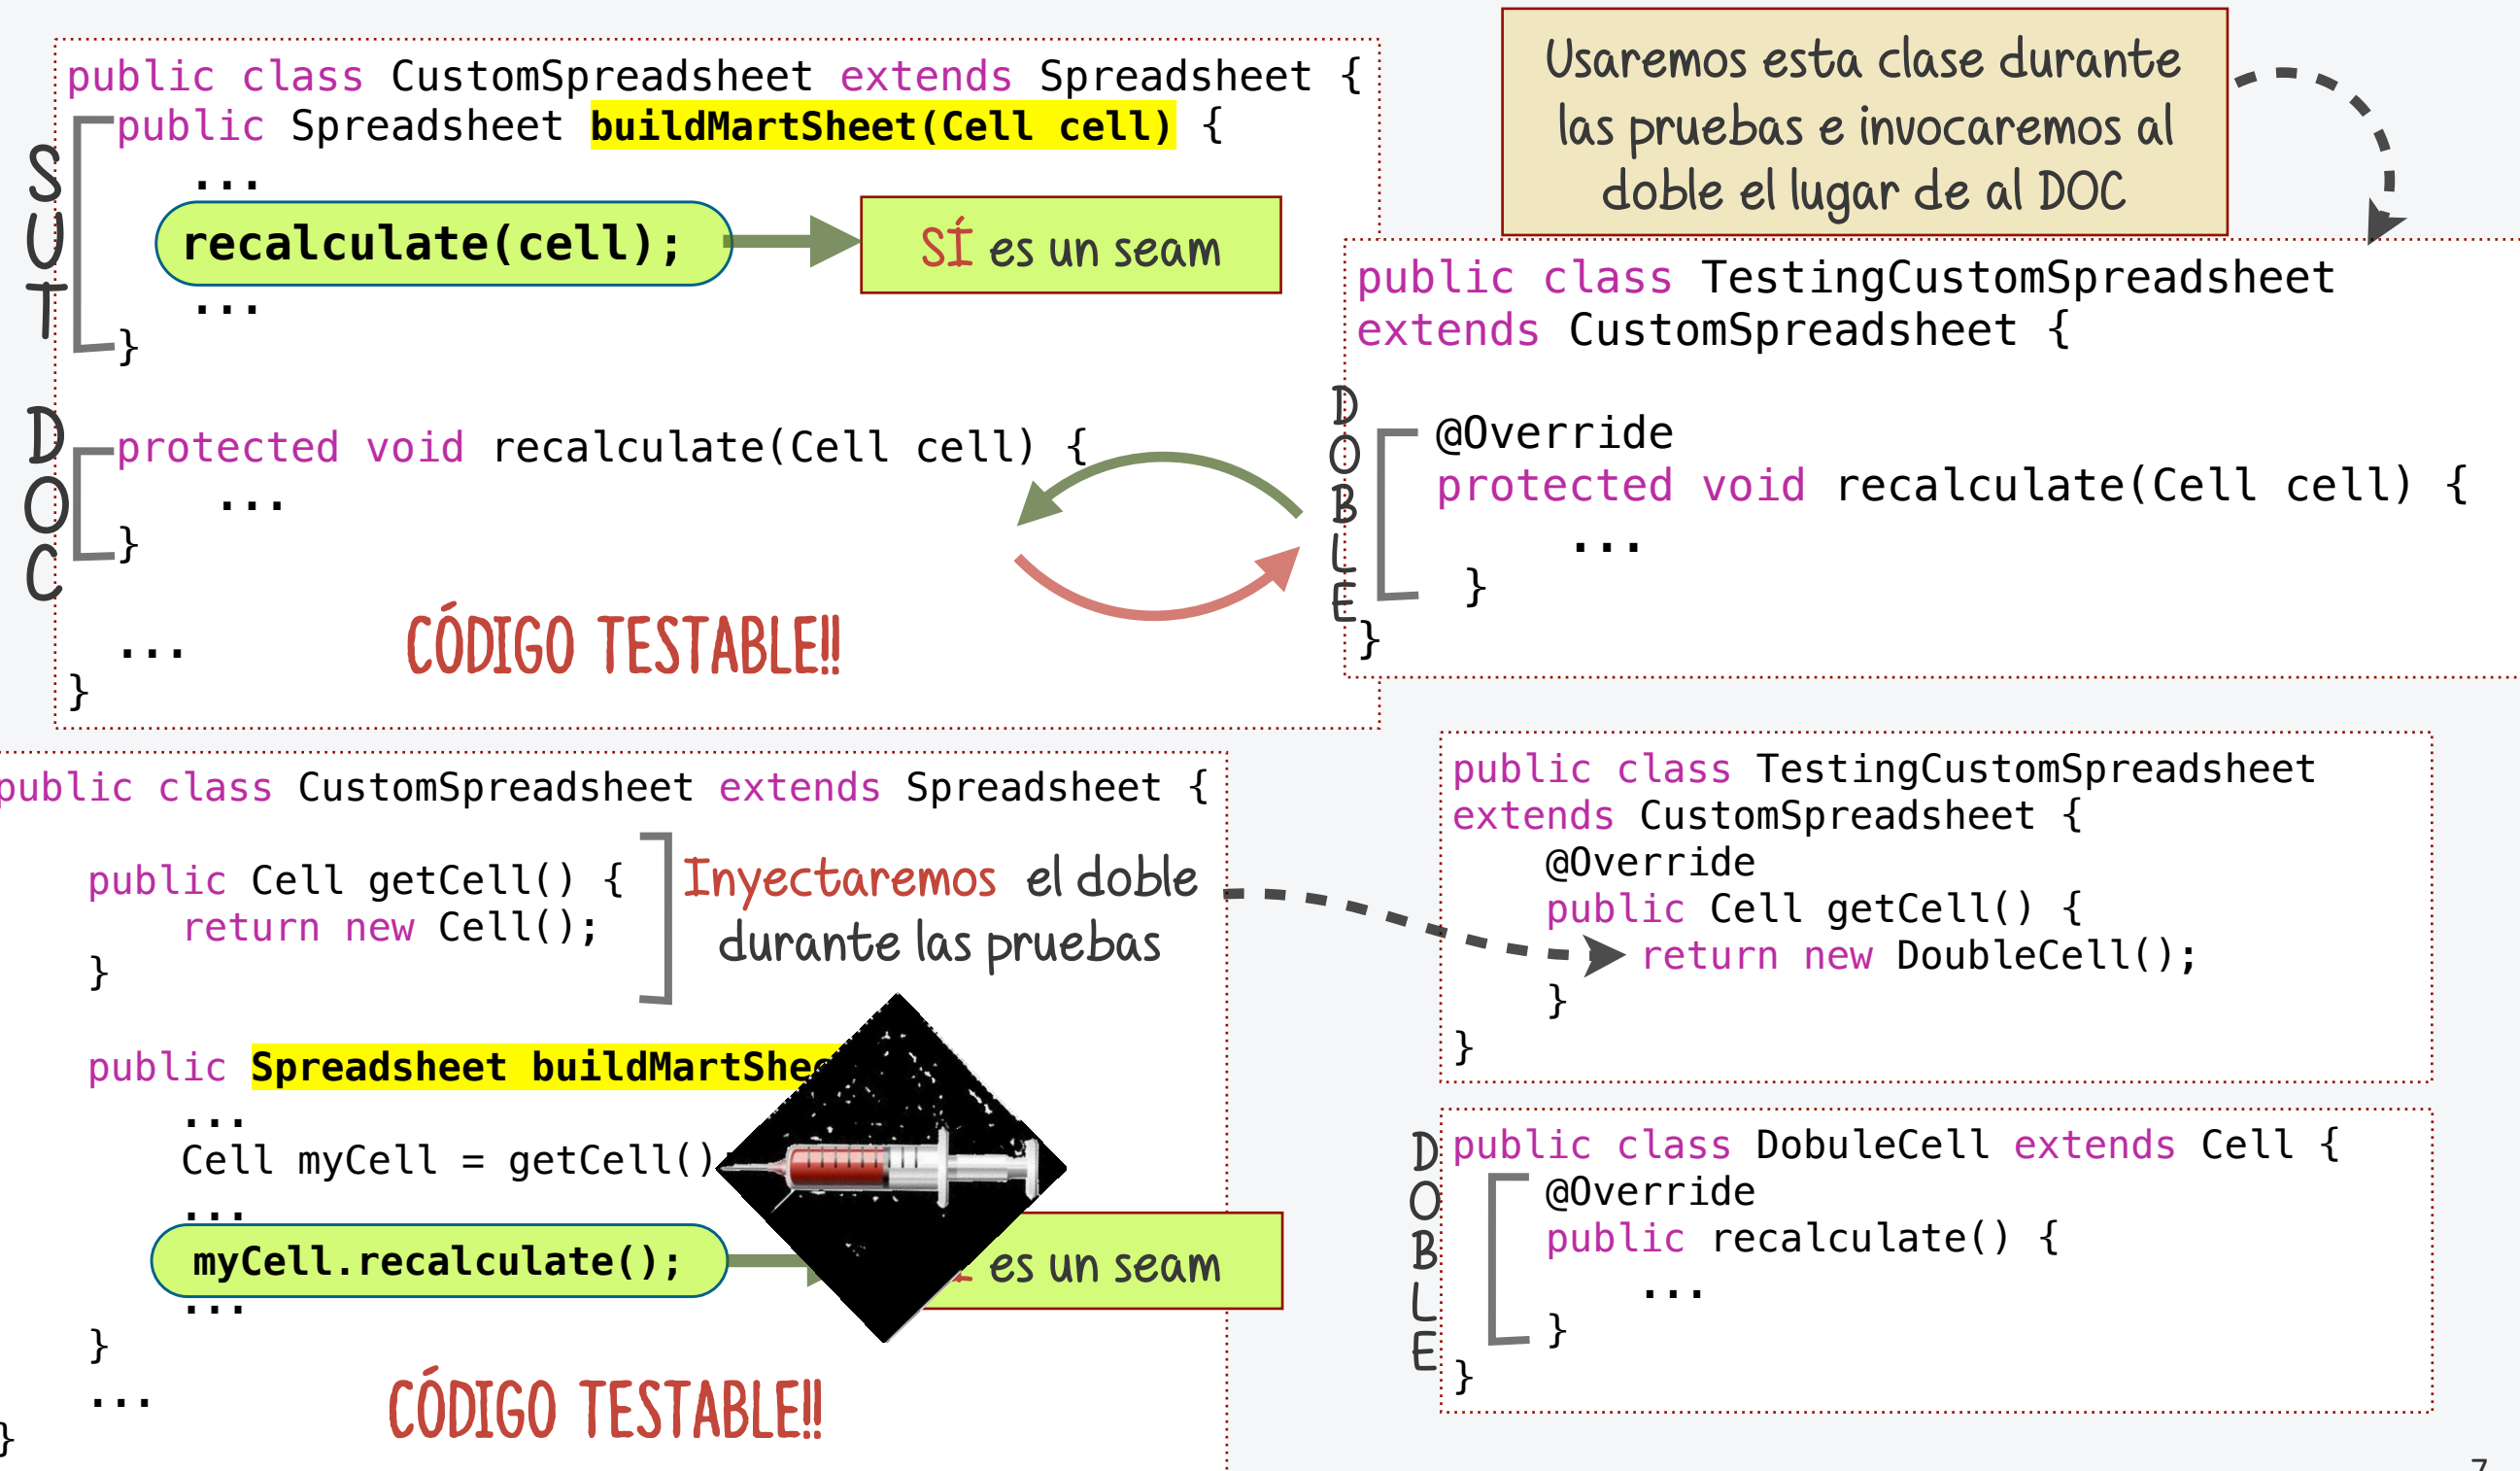 public class CustomSpreadsheet extends Spreadsheet {
public Spreadsheet buildMartSheet(Cell cell) {
...
recalculate(cell);
SÍ es un seam
...
}
SUT
protected void recalculate(Cell cell) {
...
}
DOC
...
}
CÓDIGO TESTABLE!!
Usaremos esta clase durante
las pruebas e invocaremos al
doble el lugar de al DOC
public class TestingCustomSpreadsheet
extends CustomSpreadsheet {
@Override
protected void recalculate(Cell cell) {
...
}
}
DOBLE
public class CustomSpreadsheet extends Spreadsheet {
public Cell getCell() {
return new Cell();
}
Inyectaremos el doble
durante las pruebas
public Spreadsheet buildMartShee
...
Cell myCell = getCell()
...
myCell.recalculate();
es un seam
...
}
...
}
CÓDIGO TESTABLE!!
public class TestingCustomSpreadsheet
extends CustomSpreadsheet {
@Override
public Cell getCell() {
return new DoubleCell();
}
}
public class DobuleCell extends Cell {
@Override
public recalculate() {
...
}
}
DOBLE
7